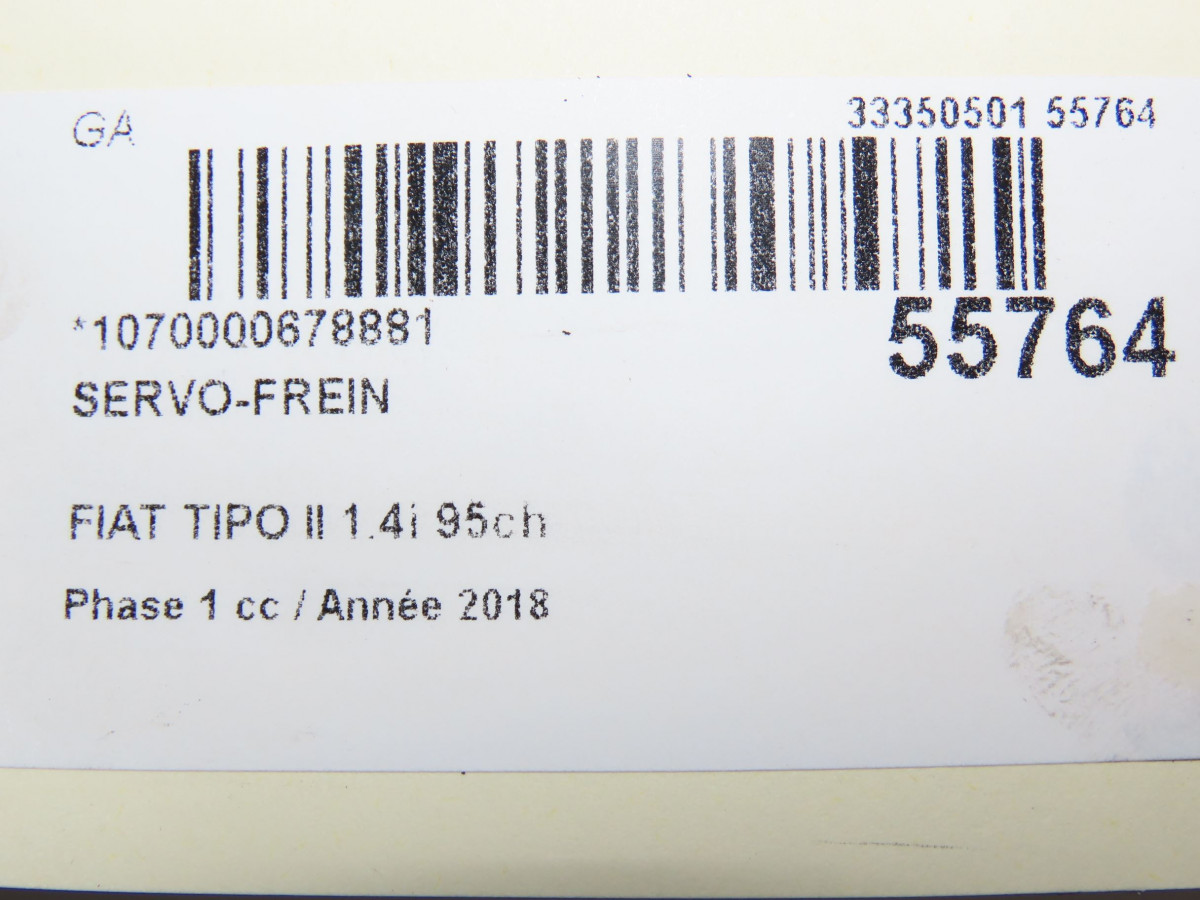 GA
33350501 55764
*1070000678881
55764
SERVO-FREIN
FIAT TIPO II 1.4i 95ch
Phase 1 cc / Année 2018